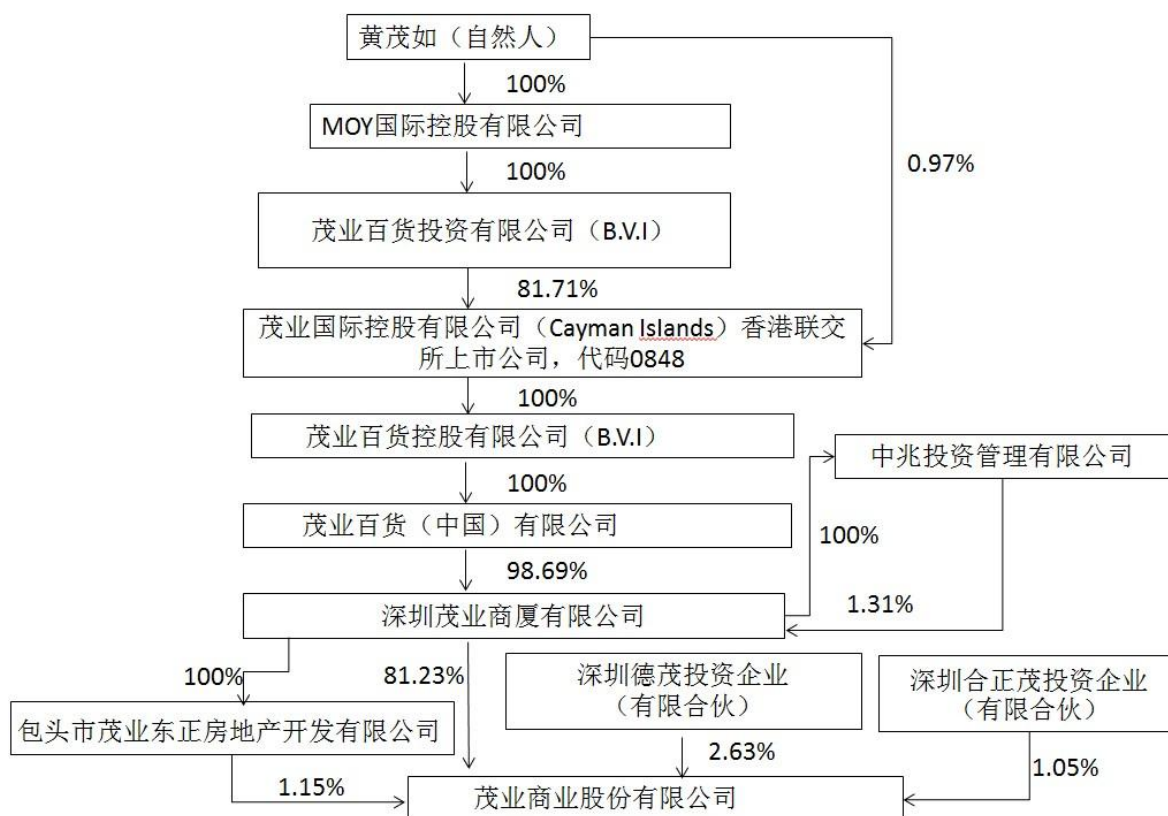 黄茂如（自然人）
100%
MOY国际控股有限公司
100%
0.97%
茂业百货投资有限公司（B.V.I）
81.71%
茂业国际控股有限公司（Cayman Islands）香港联交
所上市公司，代码0848
100%
茂业百货控股有限公司（B.V.I）
中兆投资管理有限公司
100%
茂业百货（中国）有限公司
100%
98.69%
深圳茂业商厦有限公司
1.31%
100%
81.23%
深圳德茂投资企业
（有限合伙）
深圳合正茂投资企业
（有限合伙）
包头市茂业东正房地产开发有限公司
2.63%
1.05%
1.15%
茂业商业股份有限公司